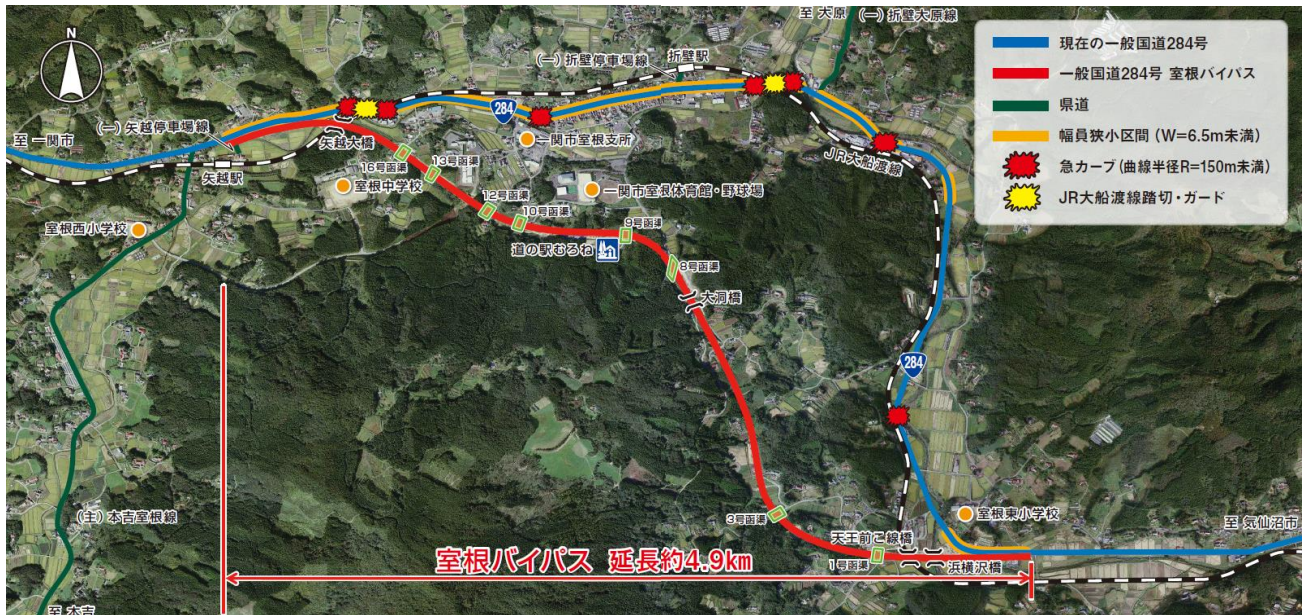 N
至 大原
(一)折壁大原線
(一)折壁停車場線
折壁駅
284
至 一関市
(一)矢越停車場線
矢越大橋
矢越駅
16号函渠
13号函渠
12号函渠
10号函渠
9号函渠
8号函渠
一関市室根支所
室根中学校
一関市室根体育館・野球場
室根西小学校
道の駅むろね
大洞橋
JR大船渡線
284
(主)本吉室根線
3号函渠
室根東小学校
天王前こ線橋
至 気仙沼市
1号函渠
浜横沢橋
室根バイパス 延長約4.9km
至 本吉
現在の一般国道284号
一般国道284号 室根バイパス
県道
幅員狭小区間(W=6.5m未満)
急カーブ(曲線半径R=150m未満)
JR大船渡線踏切・ガード